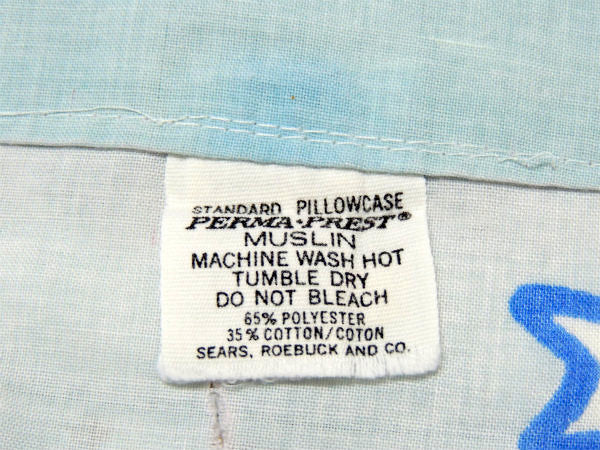 STANDARD PILLOWCASE
PERMA·PREST®
MUSLIN
MACHINE WASH HOT
TUMBLE DRY
DO NOT BLEACH
65% POLYESTER
35% COTTON/COTON
SEARS, ROEBUCK AND CO.